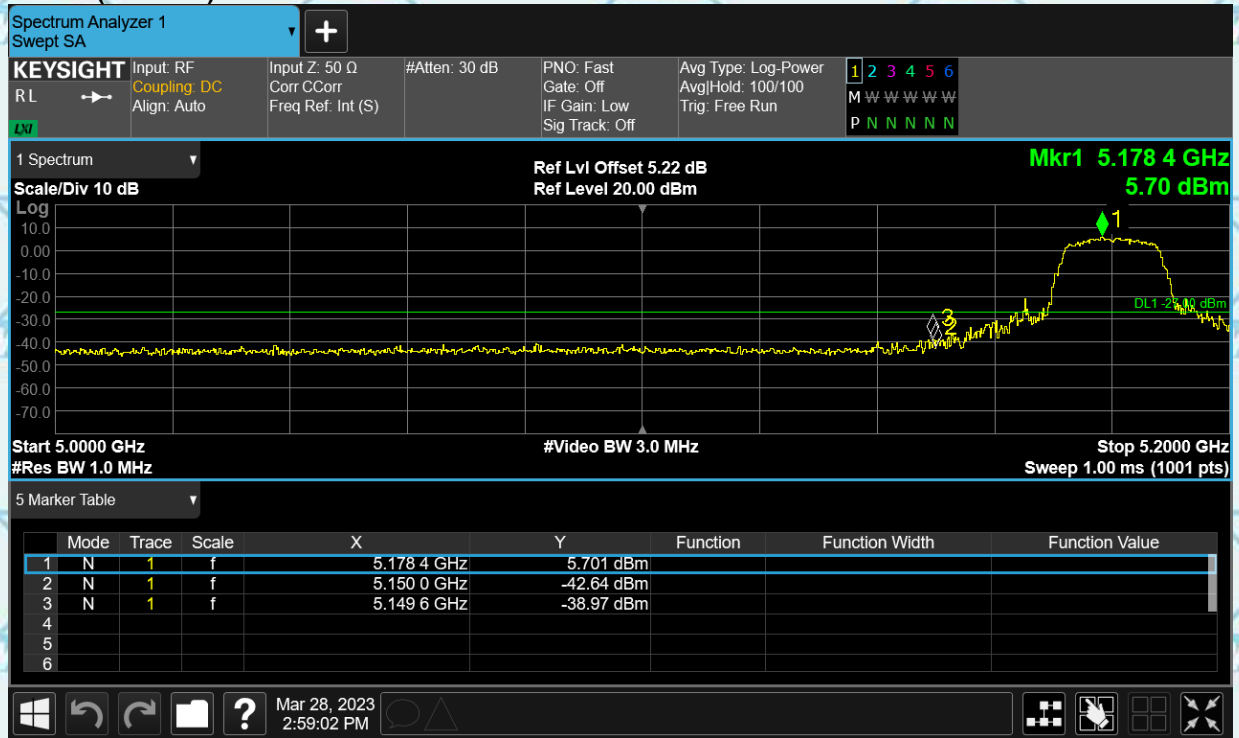 Spectrum Analyzer 1
Swept SA
KEYSIGHT
RL
LXI
Input: RF
Coupling: DC
Align: Auto
Input Z: 50 Ω
Corr CCorr
Freq Ref: Int (S)
#Atten: 30 dB
PNO: Fast
Gate: Off
IF Gain: Low
Sig Track: Off
Avg Type: Log-Power
Avg|Hold: 100/100
Trig: Free Run
1 2 3 4 5 6
M W W W W W
P N N N N N
1 Spectrum
Scale/Div 10 dB
Ref Lvl Offset 5.22 dB
Ref Level 20.00 dBm
Mkr1 5.178 4 GHz
5.70 dBm
Log
10.0
0.00
-10.0
-20.0
-30.0
-40.0
-50.0
-60.0
-70.0
1
3
2
DL1 -27.00 dBm
Start 5.0000 GHz
#Res BW 1.0 MHz
#Video BW 3.0 MHz
Stop 5.2000 GHz
Sweep 1.00 ms (1001 pts)
5 Marker Table
Mode Trace Scale X Y Function Function Width Function Value
1 N 1 f 5.178 4 GHz 5.701 dBm
2 N 1 f 5.150 0 GHz -42.64 dBm
3 N 1 f 5.149 6 GHz -38.97 dBm
4
5
6
?
Mar 28, 2023
2:59:02 PM